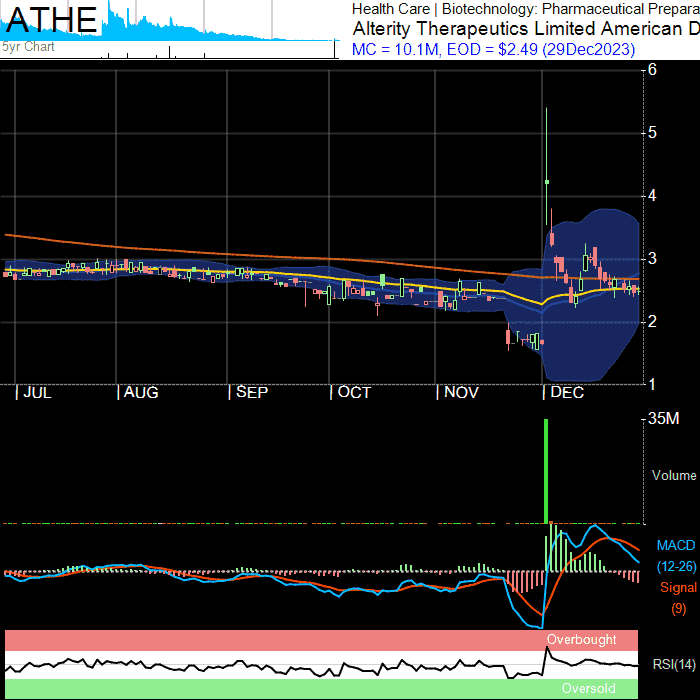 ATHE
5yr Chart
Health Care | Biotechnology: Pharmaceutical Prepara
Alterity Therapeutics Limited American D
MC = 10.1M, EOD = $2.49 (29Dec2023)
6
5
4
3
2
1
JUL
AUG
SEP
OCT
NOV
DEC
35M
Volume
MACD
(12-26)
Signal
(9)
Overbought
RSI(14)
Oversold